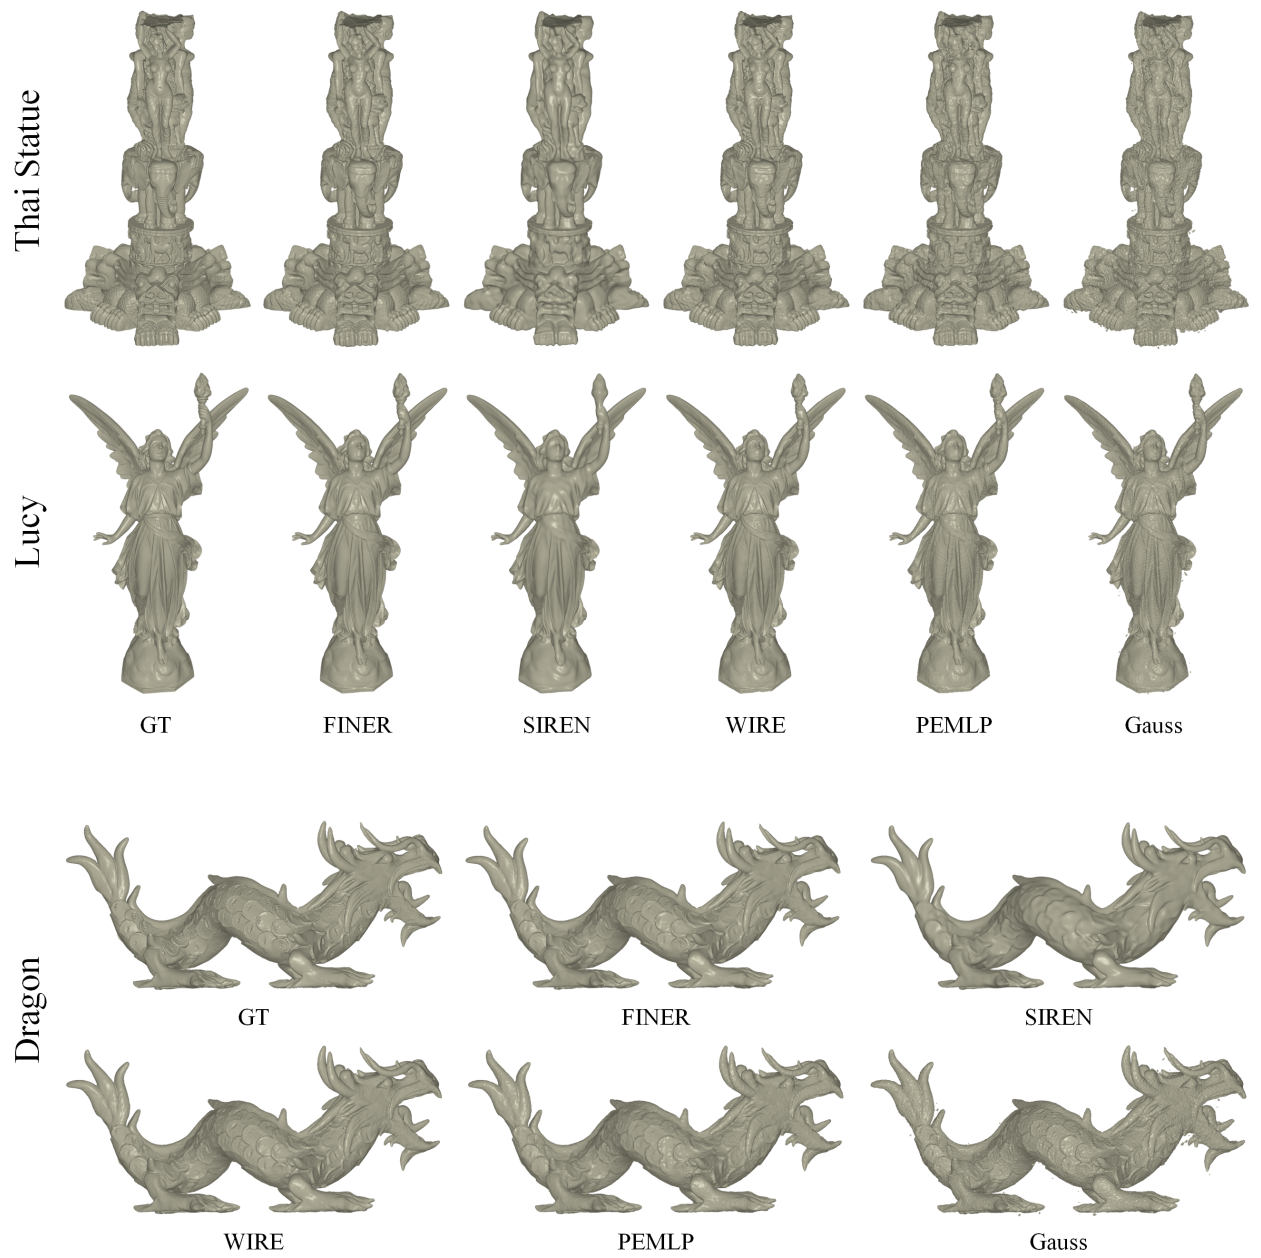 Thai Statue
Lucy
GT FINER SIREN WIRE PEMLP Gauss
Dragon
GT FINER SIREN
WIRE PEMLP Gauss